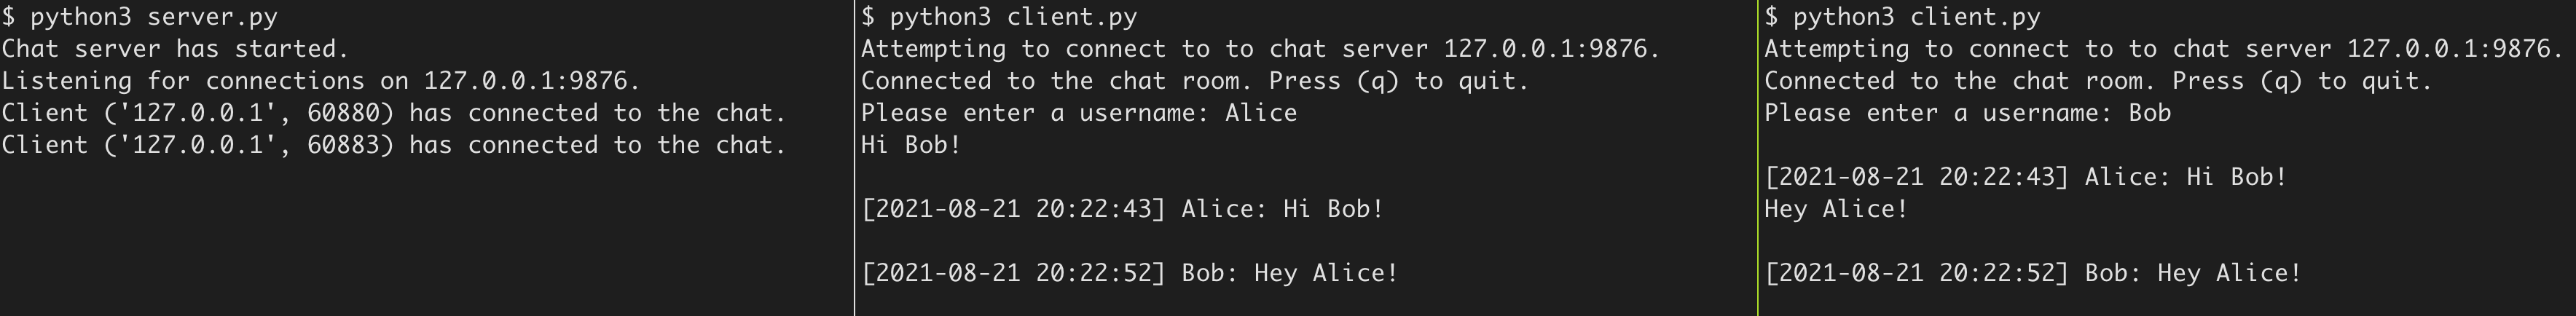 $ python3 server.py
Chat server has started.
Listening for connections on 127.0.0.1:9876.
Client ('127.0.0.1', 60880) has connected to the chat.
Client ('127.0.0.1', 60883) has connected to the chat.
$ python3 client.py
Attempting to connect to to chat server 127.0.0.1:9876.
Connected to the chat room. Press (q) to quit.
Please enter a username: Alice
Hi Bob!
[2021-08-21 20:22:43] Alice: Hi Bob!
[2021-08-21 20:22:52] Bob: Hey Alice!
$ python3 client.py
Attempting to connect to to chat server 127.0.0.1:9876.
Connected to the chat room. Press (q) to quit.
Please enter a username: Bob
[2021-08-21 20:22:43] Alice: Hi Bob!
Hey Alice!
[2021-08-21 20:22:52] Bob: Hey Alice!